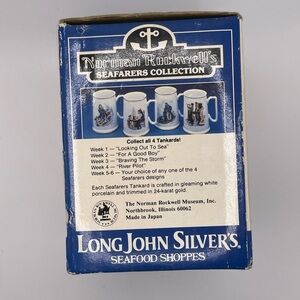 Norman Rockwell's
SEAFARERS COLLECTION
Collect all 4 Tankards!
Week 1 — "Looking Out To Sea"
Week 2 — "For A Good Boy"
Week 3 — "Braving The Storm"
Week 4 — "River Pilot"
Week 5-6 — Your choice of any one of the 4
Seafarers designs
Each Seafarers Tankard is crafted in gleaming white
porcelain and trimmed in 24-karat gold.
The Norman Rockwell Museum, Inc.
Northbrook, Illinois 60062
Made in Japan
LONG JOHN SILVER'S
SEAFOOD SHOPPES